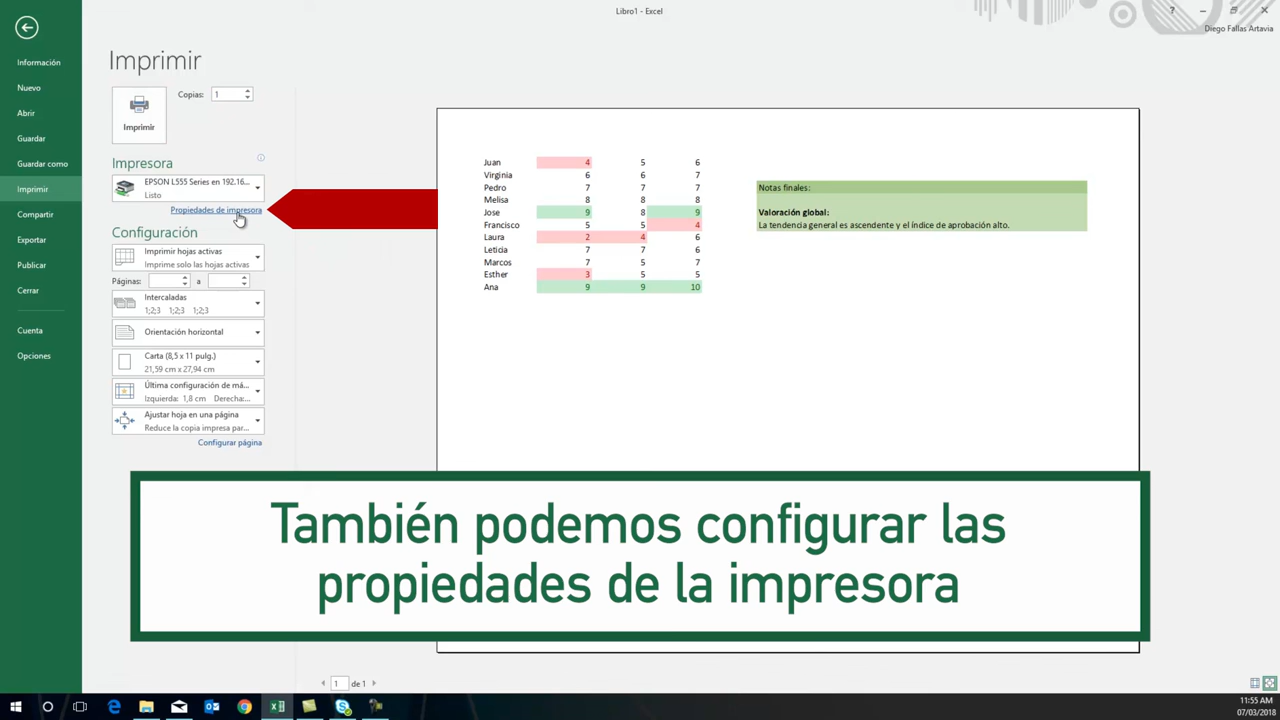 Libro1 - Excel
Diego Fallas Artavia
Información
Nuevo
Abrir
Guardar
Guardar como
Imprimir
Compartir
Exportar
Publicar
Cerrar
Cuenta
Opciones
Imprimir
Copias: 1
Imprimir
Impresora
EPSON L555 Series en 192.16...
Listo
Propiedades de impresora
Configuración
Imprimir hojas activas
Imprime solo las hojas activas
Páginas: a
Intercaladas
1;2;3 1;2;3 1;2;3
Orientación horizontal
Carta (8,5 x 11 pulg.)
21,59 cm x 27,94 cm
Última configuración de má...
Izquierda: 1,8 cm Derecha:...
Ajustar hoja en una página
Reduce la copia impresa par...
Configurar página
Juan 4 5 6
Virginia 6 6 7
Pedro 7 7 7
Melisa 8 8 8
Jose 9 8 9
Francisco 5 5 4
Laura 2 4 6
Leticia 7 7 6
Marcos 7 5 7
Esther 3 5 5
Ana 9 9 10
Notas finales:
Valoración global:
La tendencia general es ascendente y el índice de aprobación alto.
También podemos configurar las
propiedades de la impresora
1 de 1
11:55 AM
07/03/2018